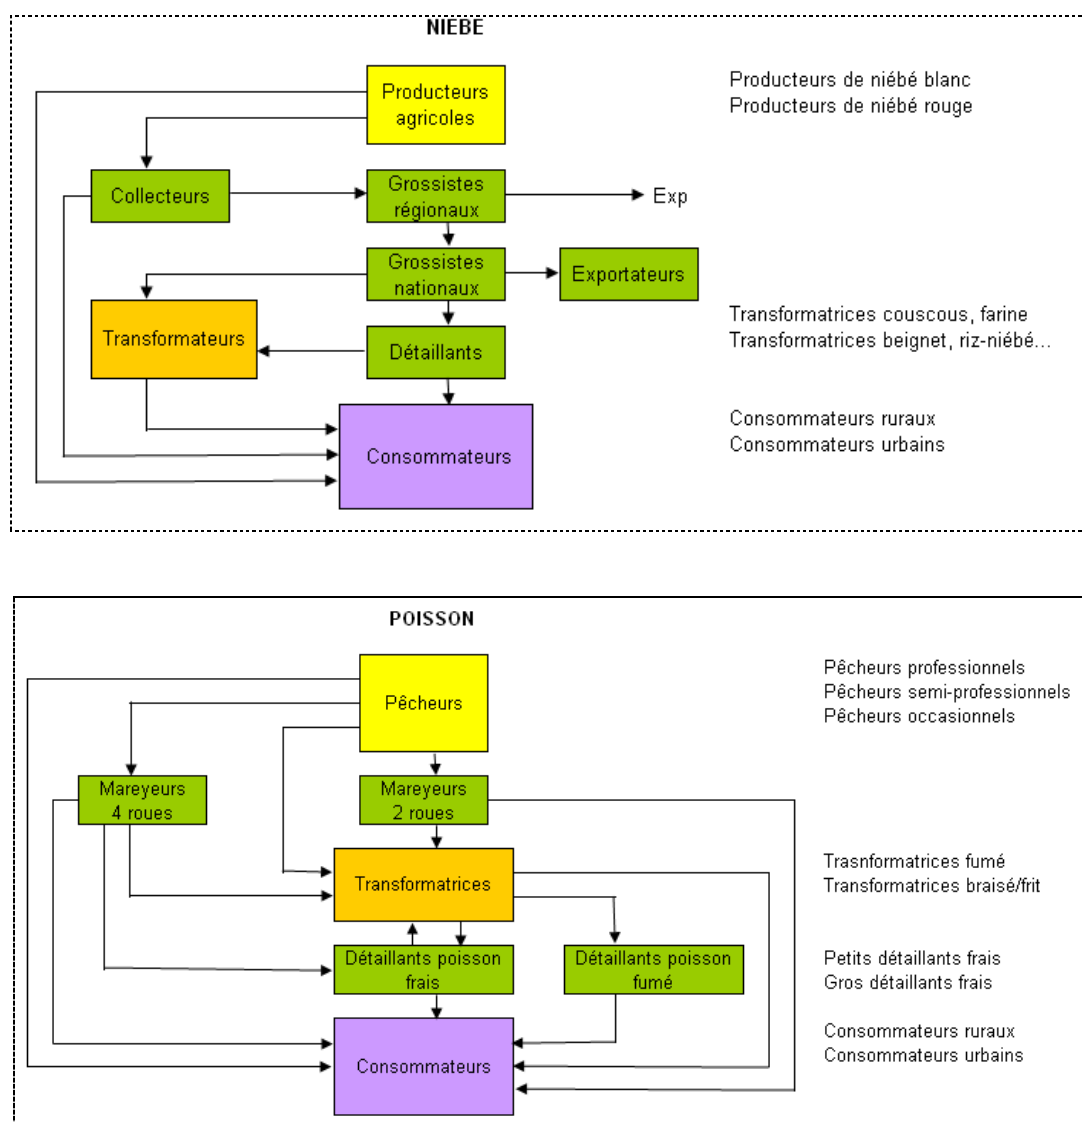 NIEBE
Producteurs
agricoles
Producteurs de niébé blanc
Producteurs de niébé rouge
Collecteurs
Grossistes
régionaux
Exp
Grossistes
nationaux
Exportateurs
Transformateurs
Détaillants
Transformatrices couscous, farine
Transformatrices beignet, riz-niébé...
Consommateurs
Consommateurs ruraux
Consommateurs urbains
POISSON
Pêcheurs
Pêcheurs professionnels
Pêcheurs semi-professionnels
Pêcheurs occasionnels
Mareyeurs
4 roues
Mareyeurs
2 roues
Transformatrices
Trasnformatrices fumé
Transformatrices braisé/frit
Détaillants poisson
frais
Détaillants poisson
fumé
Petits détaillants frais
Gros détaillants frais
Consommateurs
Consommateurs ruraux
Consommateurs urbains